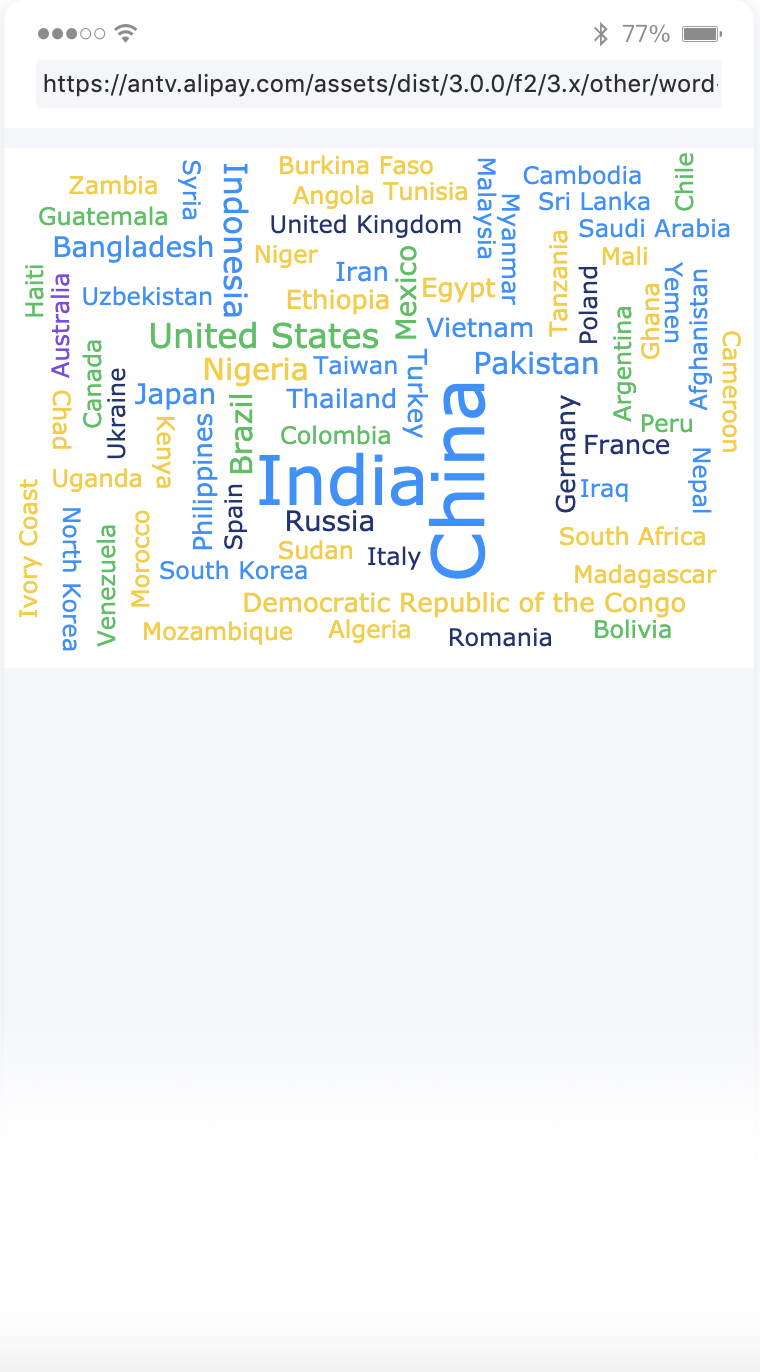 77%
https://antv.alipay.com/assets/dist/3.0.0/f2/3.x/other/word-
Burkina Faso
Zambia
Syria
Indonesia
Angola
Tunisia
Malaysia
Cambodia
Chile
Sri Lanka
Guatemala
United Kingdom
Myanmar
Saudi Arabia
Bangladesh
Niger
Mali
Haiti
Australia
Uzbekistan
Iran
Mexico
Egypt
Tanzania
Poland
Yemen
Ghana
Afghanistan
Ethiopia
United States
Vietnam
Argentina
Cameroon
Canada
Nigeria
Taiwan
Turkey
Pakistan
Ukraine
Chad
Japan
Thailand
China
Germany
Kenya
Philippines
Brazil
Colombia
Peru
France
Uganda
India
Iraq
Nepal
Ivory Coast
Spain
Russia
North Korea
Venezuela
Morocco
Sudan
Italy
South Africa
South Korea
Madagascar
Democratic Republic of the Congo
Mozambique
Algeria
Romania
Bolivia